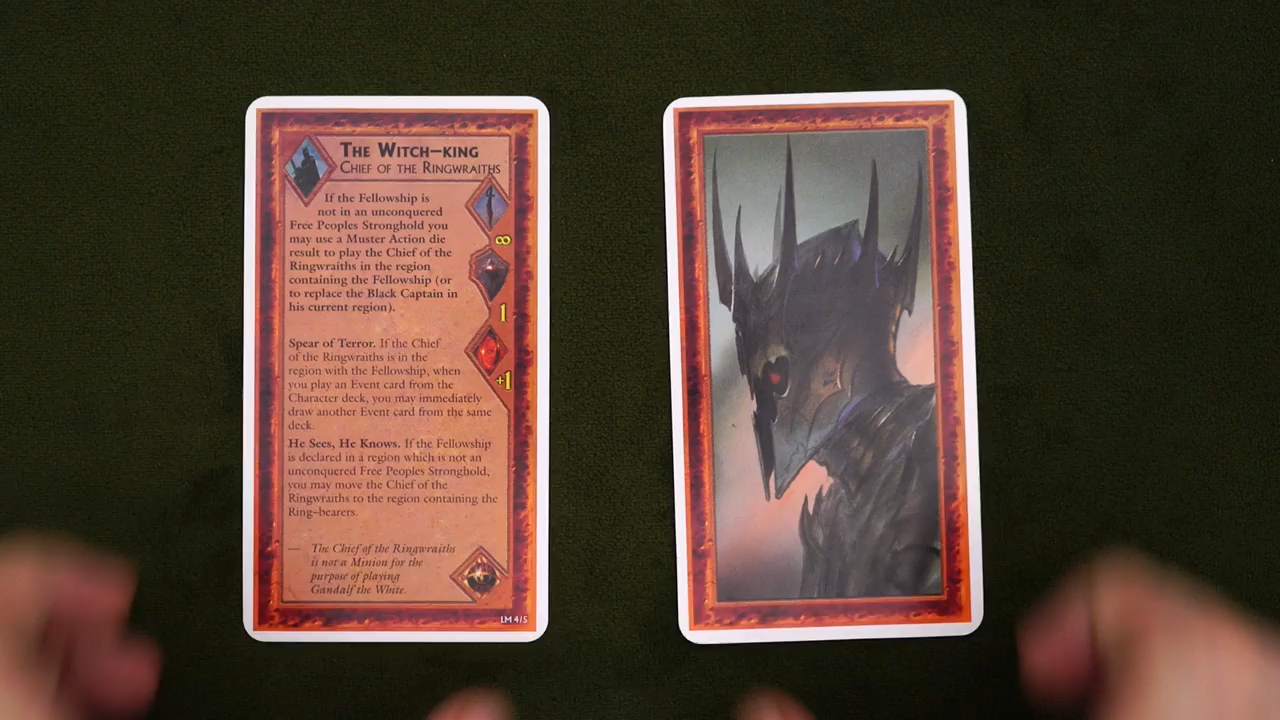 The Witch-king
Chief of the Ringwraiths
If the Fellowship is
not in an unconquered
Free Peoples Stronghold you
may use a Muster Action die
result to play the Chief of the
Ringwraiths in the region
containing the Fellowship (or
to replace the Black Captain in
his current region).
∞
1
+1
Spear of Terror. If the Chief
of the Ringwraiths is in the
region with the Fellowship, when
you play an Event card from the
Character deck, you may immediately
draw another Event card from the same
deck.
He Sees, He Knows. If the Fellowship
is declared in a region which is not an
unconquered Free Peoples Stronghold,
you may move the Chief of the
Ringwraiths to the region containing the
Ring-bearers.
— The Chief of the Ringwraiths
is not a Minion for the
purpose of playing
Gandalf the White.
LM 4/5